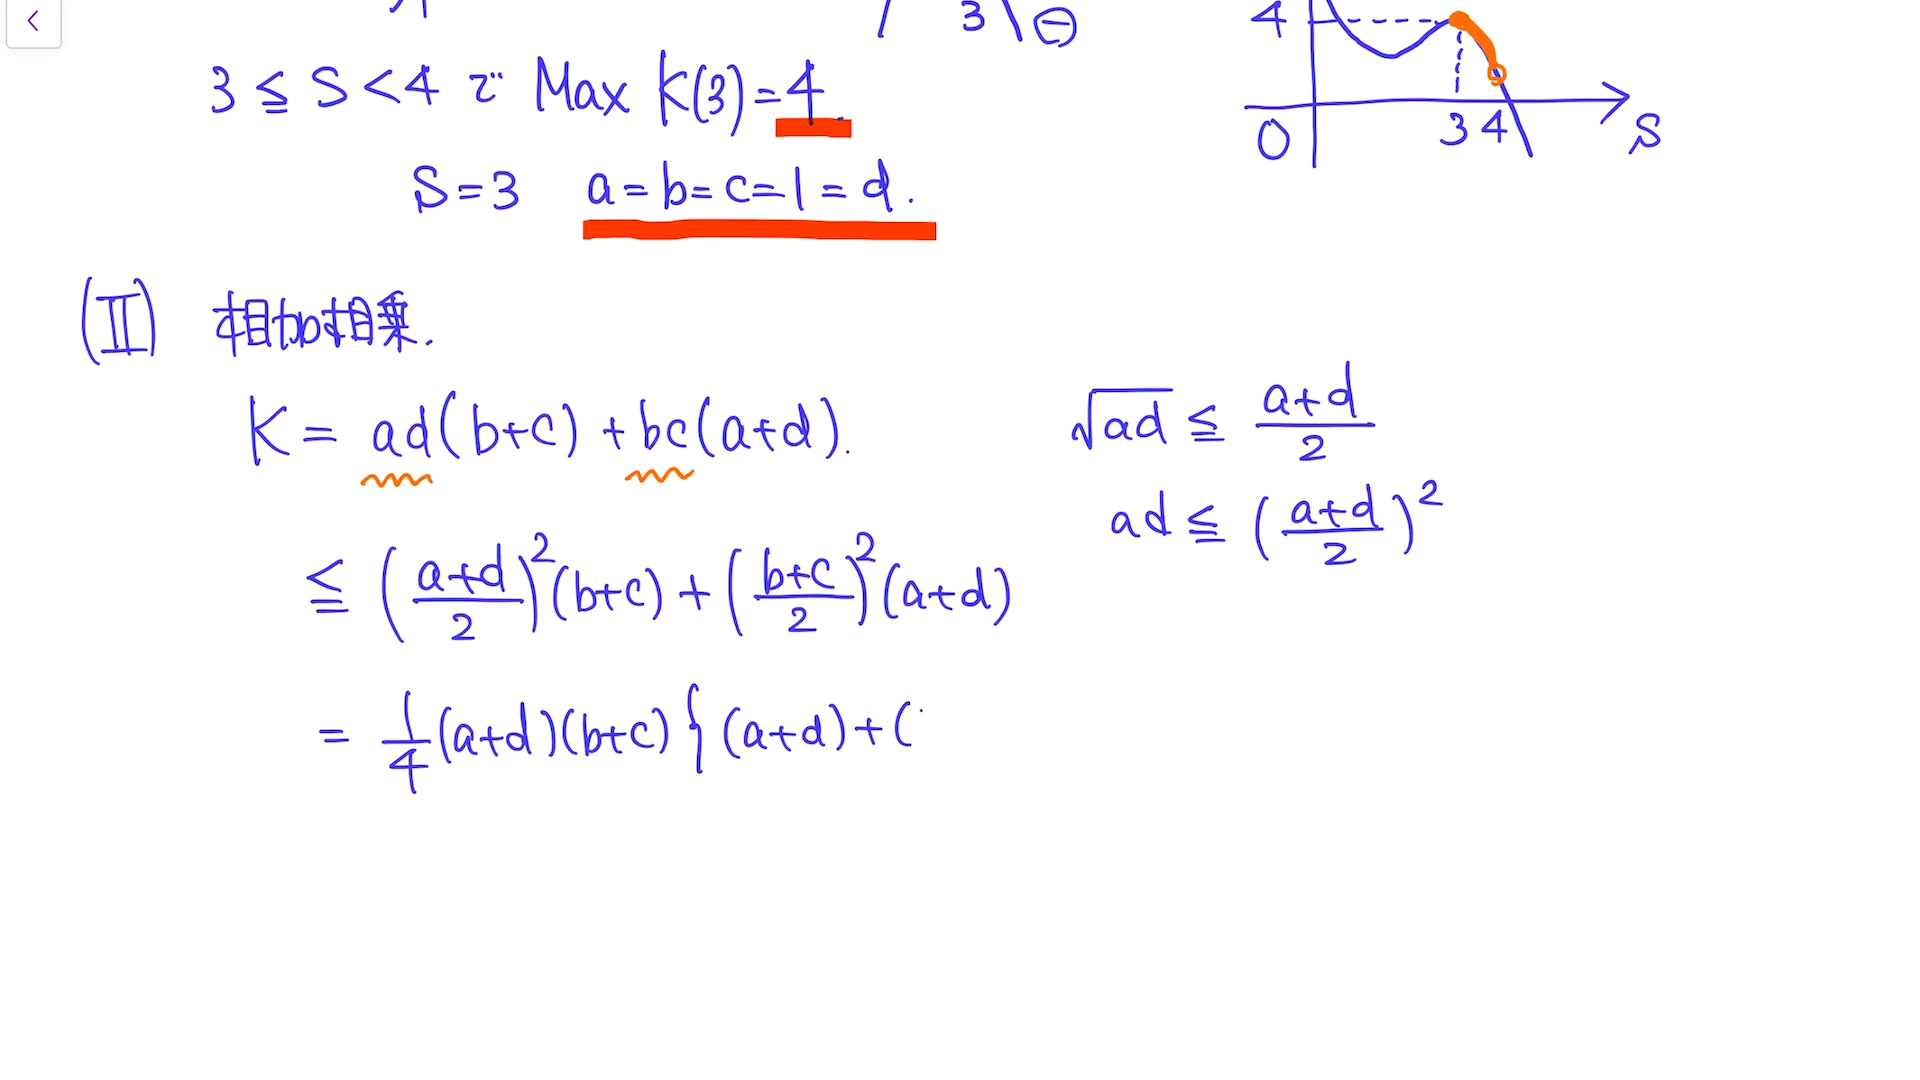 3 ⊖
3 ≦ S < 4 で Max K(3) = 4.
S = 3 a = b = c = 1 = d.
4
O 3 4 S
(II) 相加相乗.
K = ad(b+c) + bc(a+d).
√ad ≦ (a+d)/2
ad ≦ ((a+d)/2)²
≦ ((a+d)/2)²(b+c) + ((b+c)/2)²(a+d)
= 1/4 (a+d)(b+c) { (a+d) + (